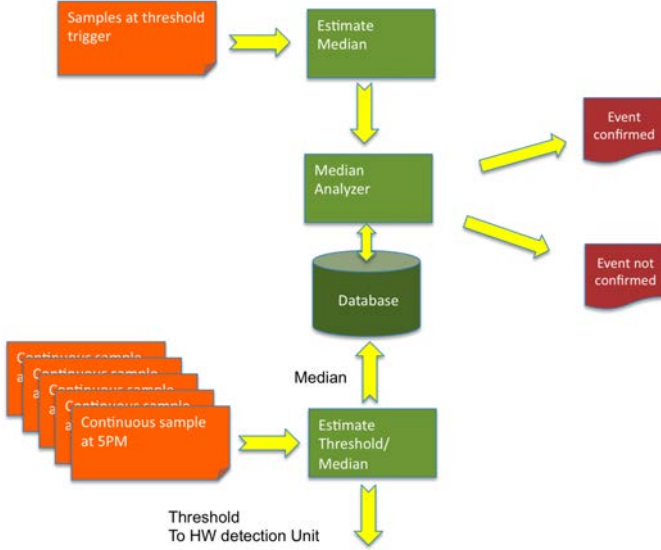 Samples at threshold
trigger
Estimate
Median
Event
confirmed
Median
Analyzer
Event not
confirmed
Database
Continuous sample
a
Continuous sample
a
Continuous sample
a
Continuous sample
a
Continuous sample
at 5PM
Median
Estimate
Threshold/
Median
Threshold
To HW detection Unit